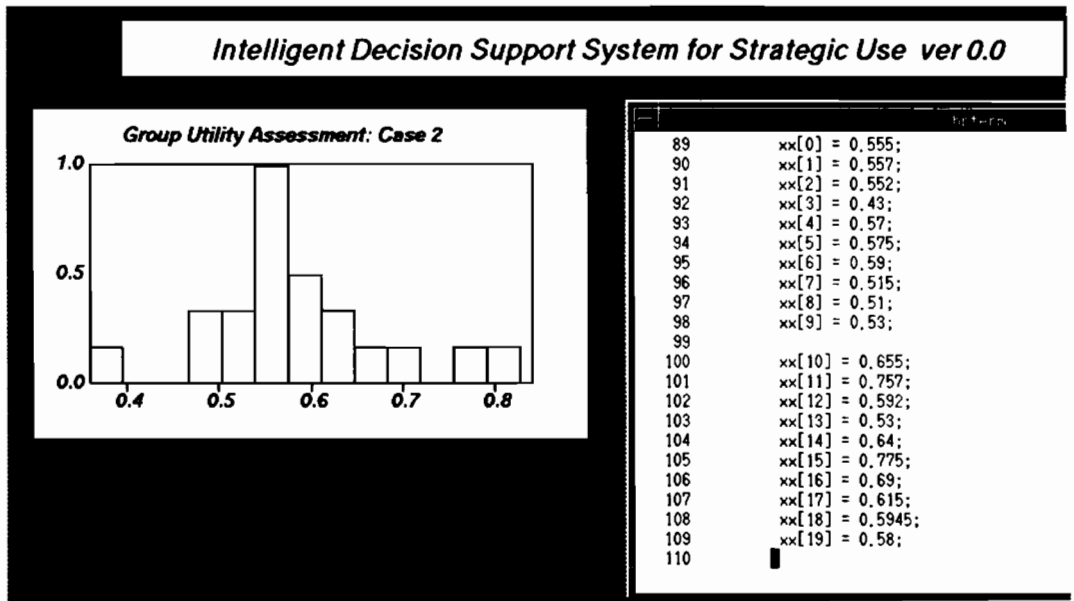 Intelligent Decision Support System for Strategic Use ver 0.0
Group Utility Assessment: Case 2
1.0
0.5
0.0
0.4 0.5 0.6 0.7 0.8
hpterm
89 xx[0] = 0.555;
90 xx[1] = 0.557;
91 xx[2] = 0.552;
92 xx[3] = 0.43;
93 xx[4] = 0.57;
94 xx[5] = 0.575;
95 xx[6] = 0.59;
96 xx[7] = 0.515;
97 xx[8] = 0.51;
98 xx[9] = 0.53;
99
100 xx[10] = 0.655;
101 xx[11] = 0.757;
102 xx[12] = 0.592;
103 xx[13] = 0.53;
104 xx[14] = 0.64;
105 xx[15] = 0.775;
106 xx[16] = 0.69;
107 xx[17] = 0.615;
108 xx[18] = 0.5945;
109 xx[19] = 0.58;
110